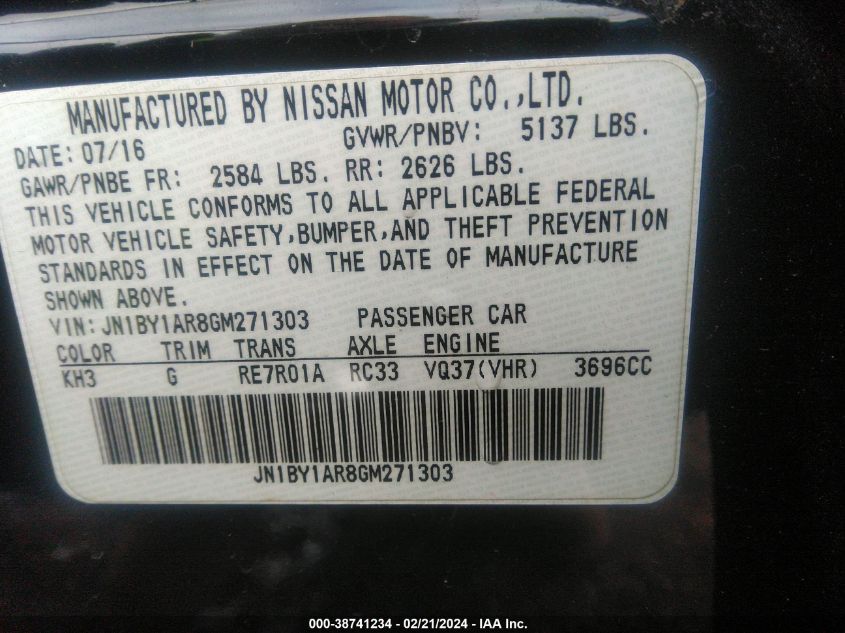 MANUFACTURED BY NISSAN MOTOR CO.,LTD.
DATE: 07/16 GVWR/PNBV: 5137 LBS.
GAWR/PNBE FR: 2584 LBS. RR: 2626 LBS.
THIS VEHICLE CONFORMS TO ALL APPLICABLE FEDERAL
MOTOR VEHICLE SAFETY,BUMPER,AND THEFT PREVENTION
STANDARDS IN EFFECT ON THE DATE OF MANUFACTURE
SHOWN ABOVE.
VIN:JN1BY1AR8GM271303 PASSENGER CAR
COLOR TRIM TRANS AXLE ENGINE
KH3 G RE7R01A RC33 VQ37(VHR) 3696CC
JN1BY1AR8GM271303
000-38741234 - 02/21/2024 - IAA Inc.